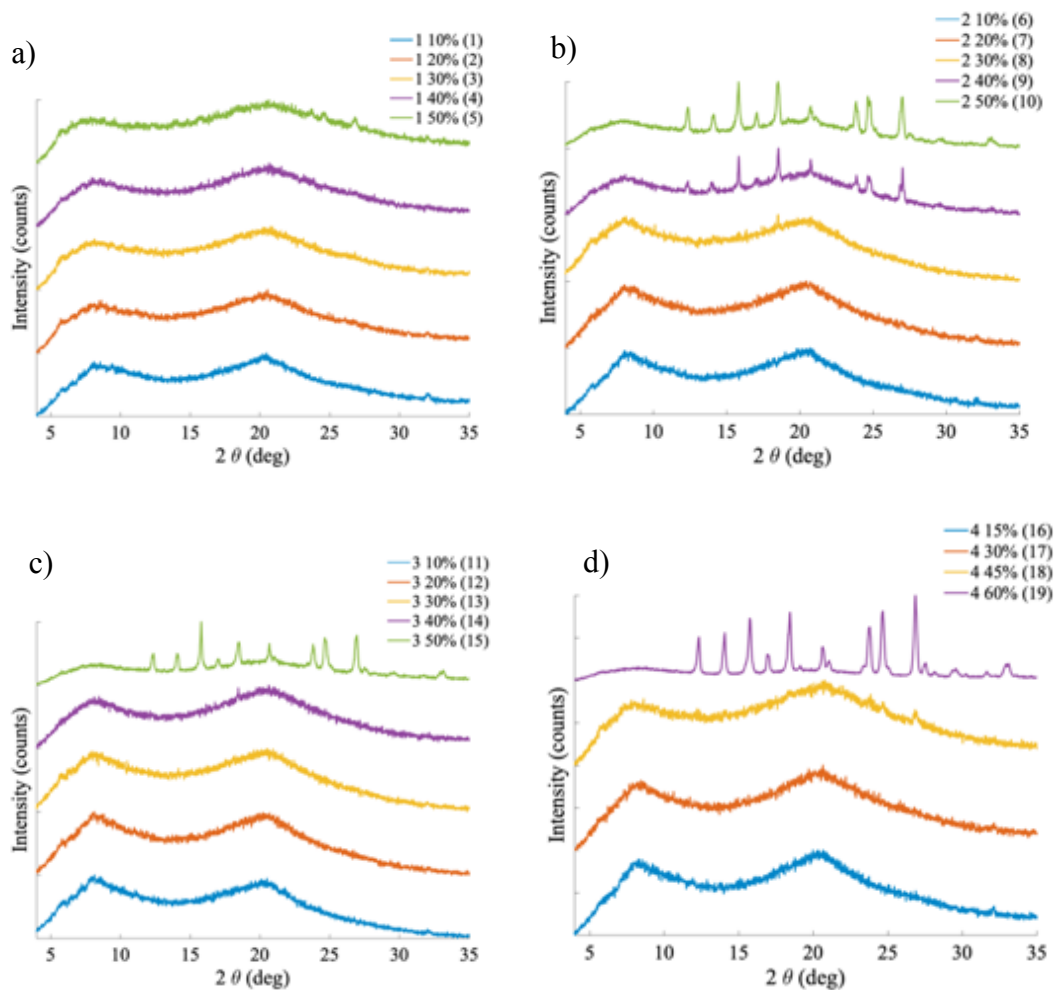 a)
1 10% (1)
1 20% (2)
1 30% (3)
1 40% (4)
1 50% (5)
Intensity (counts)
5 10 15 20 25 30 35
2 θ (deg)
b)
2 10% (6)
2 20% (7)
2 30% (8)
2 40% (9)
2 50% (10)
Intensity (counts)
5 10 15 20 25 30 35
2 θ (deg)
c)
3 10% (11)
3 20% (12)
3 30% (13)
3 40% (14)
3 50% (15)
Intensity (counts)
5 10 15 20 25 30 35
2 θ (deg)
d)
4 15% (16)
4 30% (17)
4 45% (18)
4 60% (19)
Intensity (counts)
5 10 15 20 25 30 35
2 θ (deg)